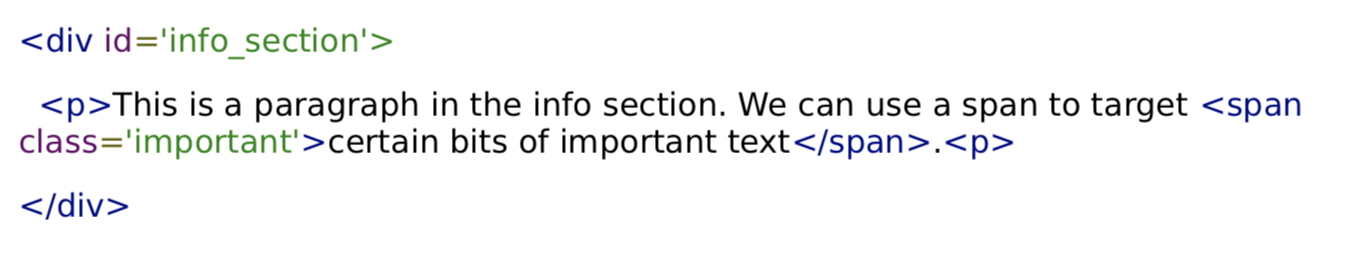 <div id='info_section'>
<p>This is a paragraph in the info section. We can use a span to target <span
class='important'>certain bits of important text</span>.<p>
</div>